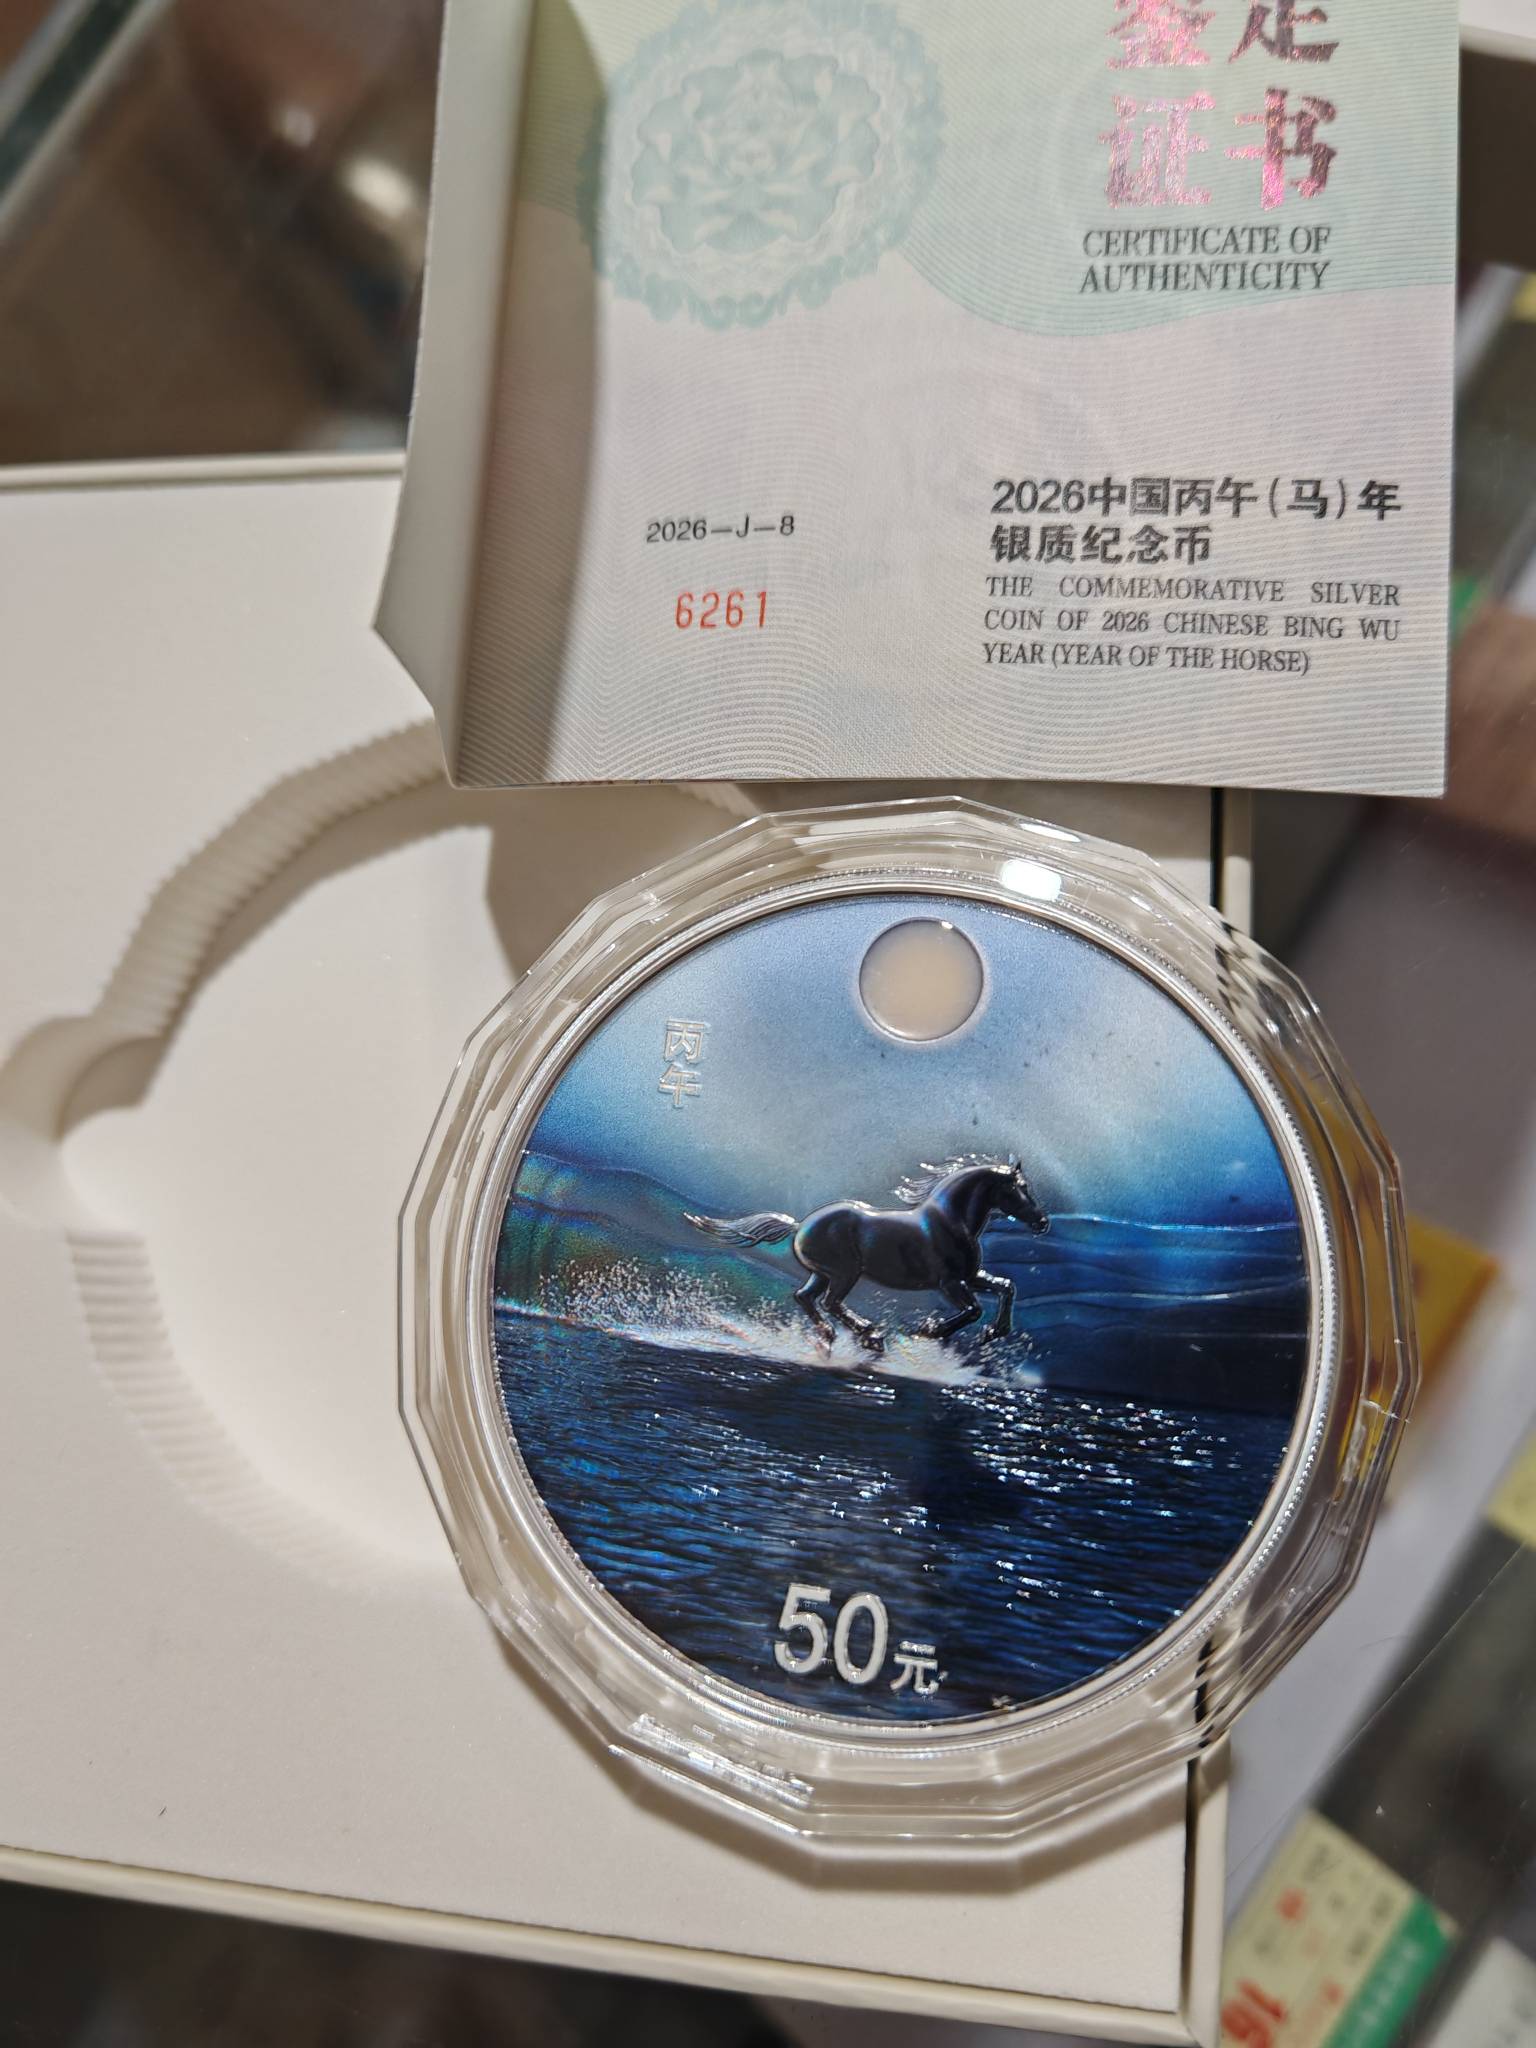 鉴定
证书
CERTIFICATE OF
AUTHENTICITY
2026—J—8
6261
2026中国丙午(马)年
银质纪念币
THE COMMEMORATIVE SILVER
COIN OF 2026 CHINESE BING WU
YEAR (YEAR OF THE HORSE)
丙
午
50元
16